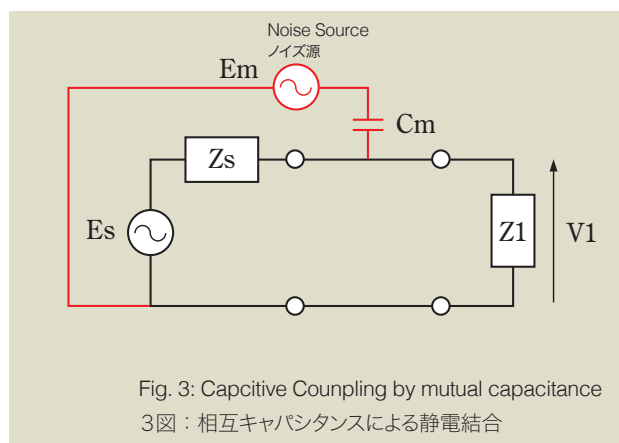 Noise Source
ノイズ源
Em
Cm
Zs
Es
Z1
V1
Fig. 3: Capcitive Counpling by mutual capacitance
3図：相互キャパシタンスによる静電結合